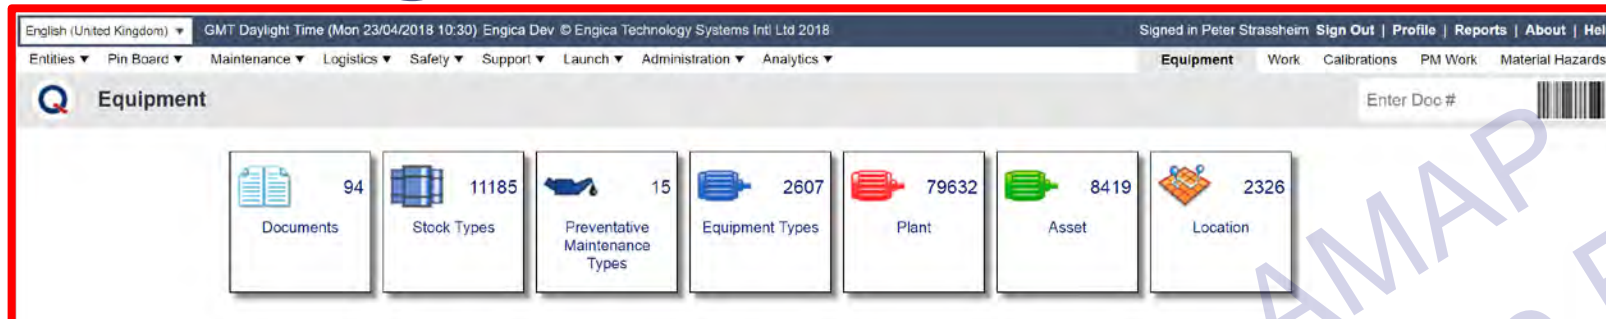 English (United Kingdom) ▼ GMT Daylight Time (Mon 23/04/2018 10:30) Engica Dev © Engica Technology Systems Intl Ltd 2018 Signed in Peter Strassheim Sign Out | Profile | Reports | About |
Entities ▼ Pin Board ▼ Maintenance ▼ Logistics ▼ Safety ▼ Support ▼ Launch ▼ Administration ▼ Analytics ▼ Equipment Work Calibrations PM Work Material Hazards
Q Equipment Enter Doc #
94 11185 15 2607 79632 8419 2326
Documents Stock Types Preventative Equipment Types Plant Asset Location
Maintenance
Types
AMAP